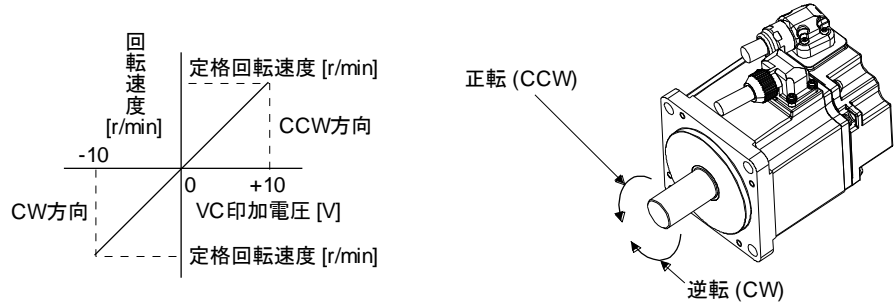 回転速度
[r/min]
定格回転速度 [r/min]
CCW方向
-10
0
+10
CW方向
VC印加電圧 [V]
定格回転速度 [r/min]
正転 (CCW)
逆転 (CW)